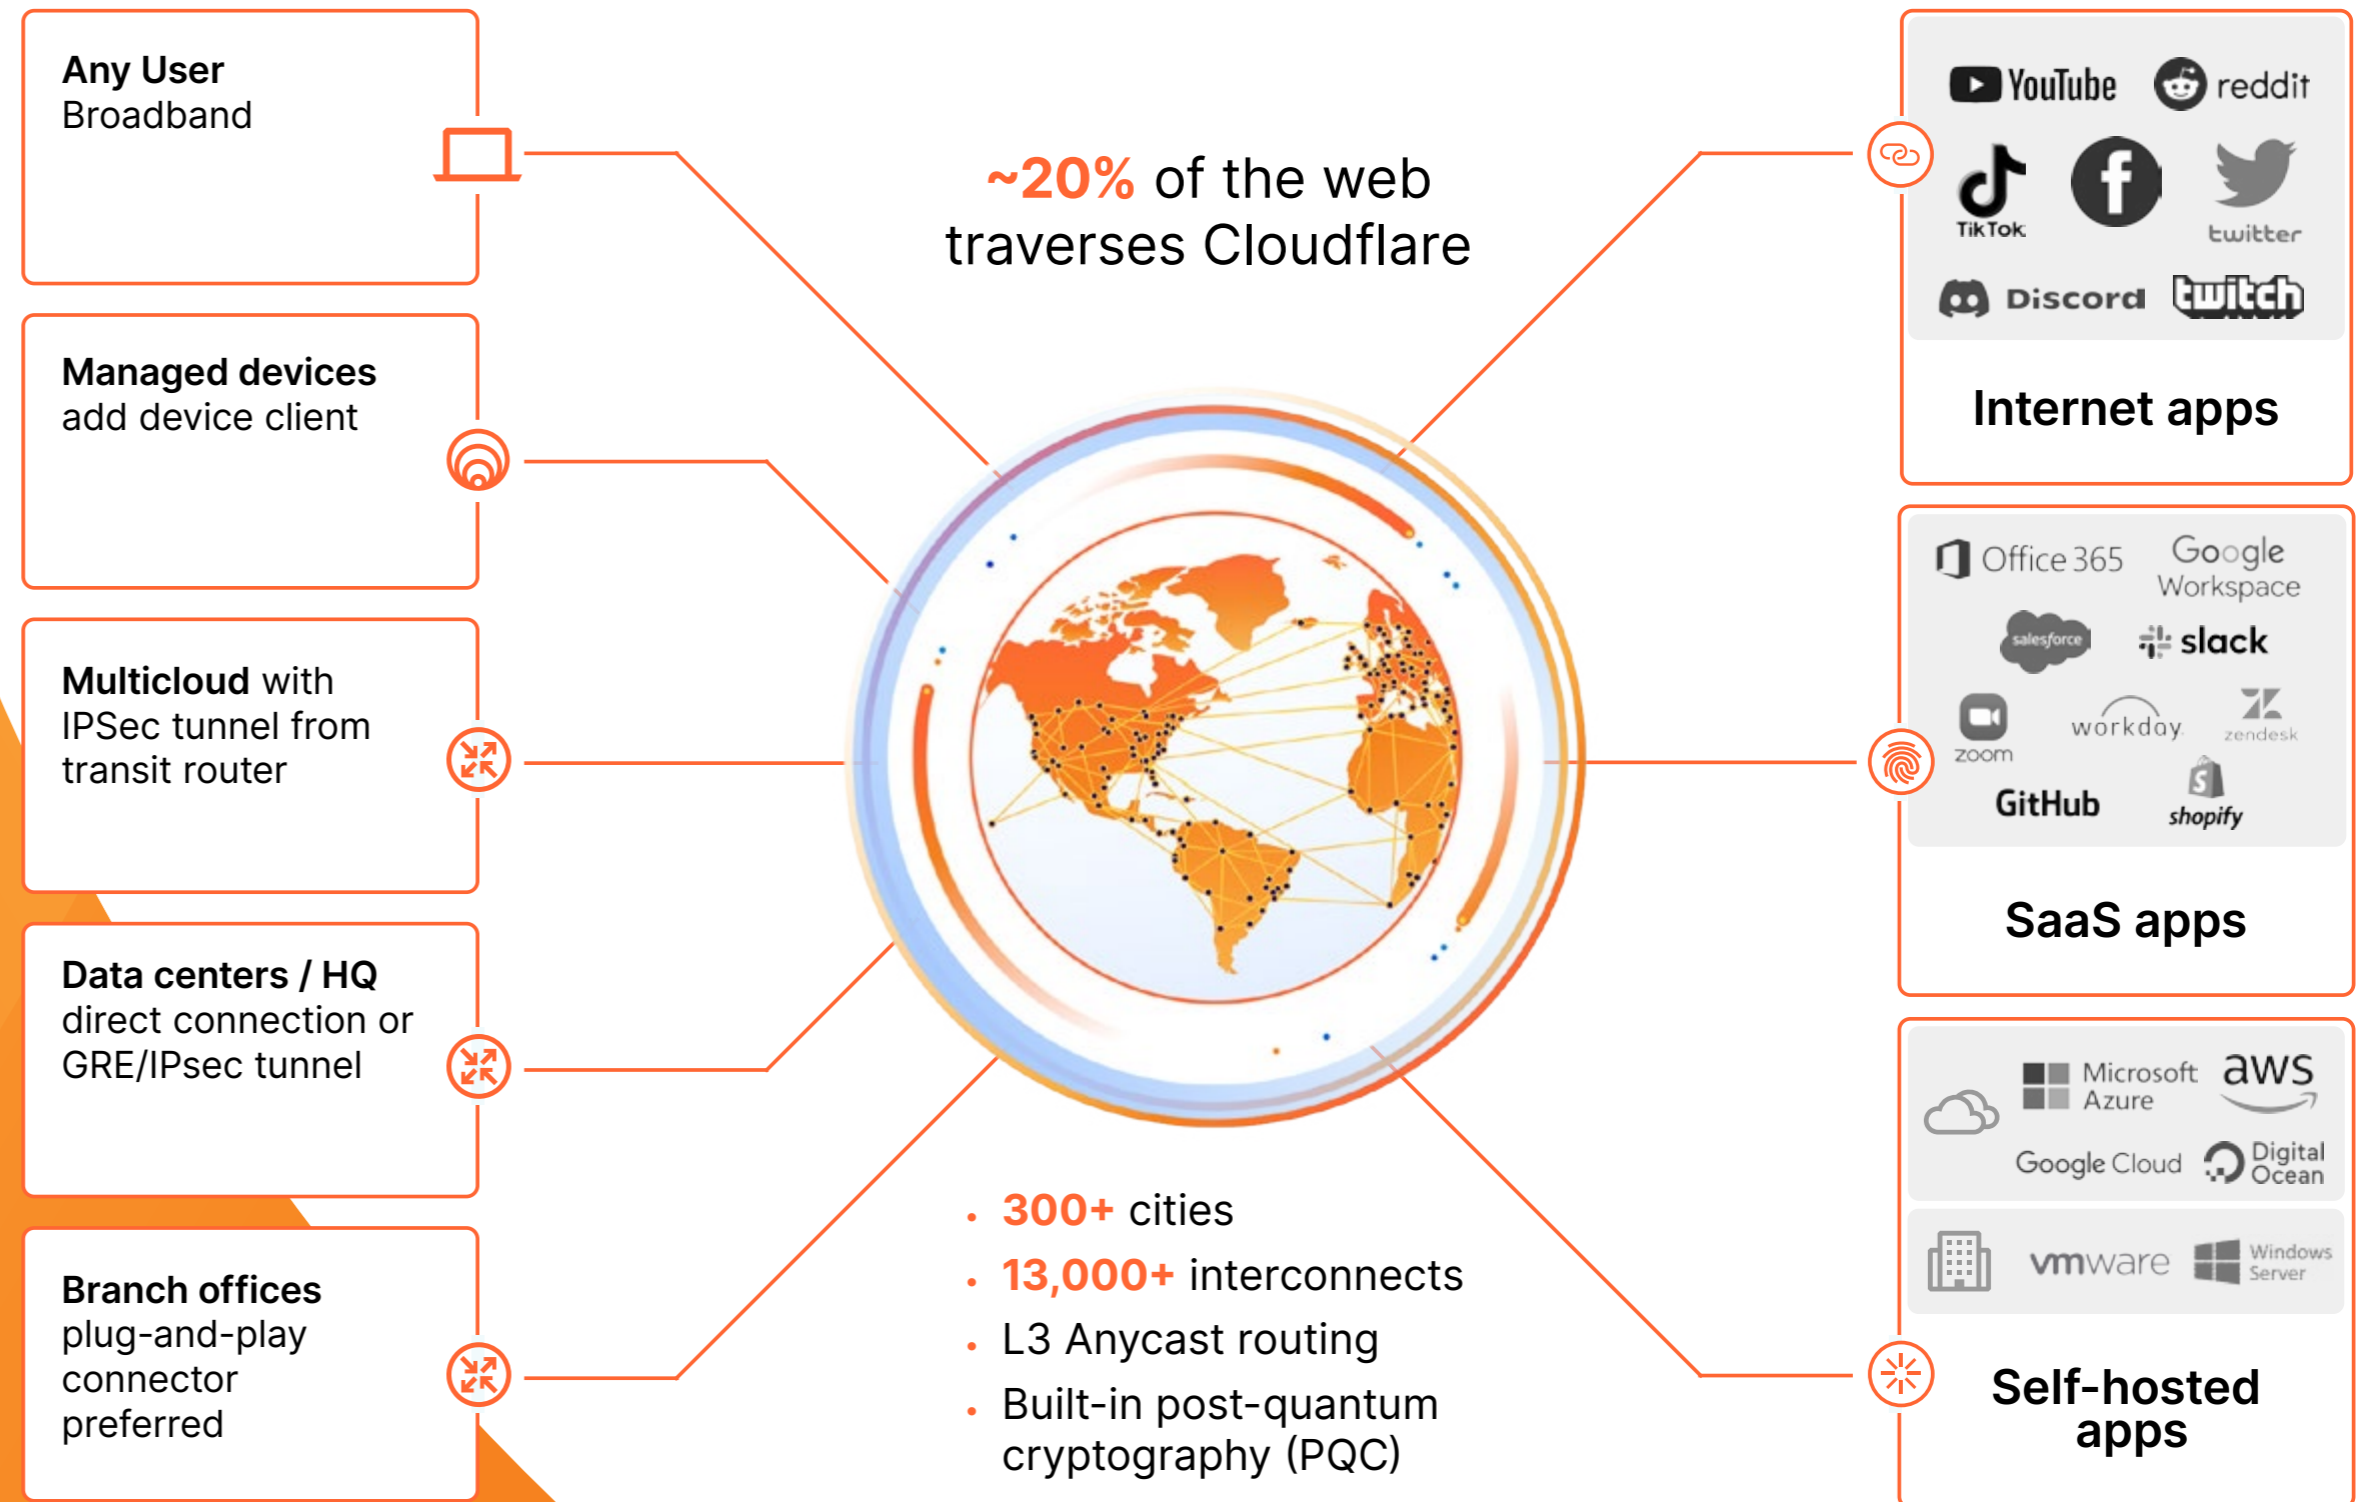 Any User
Broadband
Managed devices
add device client
Multicloud with
IPSec tunnel from
transit router
Data centers / HQ
direct connection or
GRE/IPsec tunnel
Branch offices
plug-and-play
connector
preferred
~20% of the web
traverses Cloudflare
• 300+ cities
• 13,000+ interconnects
• L3 Anycast routing
• Built-in post-quantum
cryptography (PQC)
YouTube reddit
TikTok
twitter
Discord twitch
Internet apps
Office 365
Google
Workspace
salesforce slack
zoom
workday.
zendesk
GitHub
shopify
SaaS apps
Microsoft
Azure
aws
Google Cloud
Digital
Ocean
vmware
Windows
Server
Self-hosted
apps